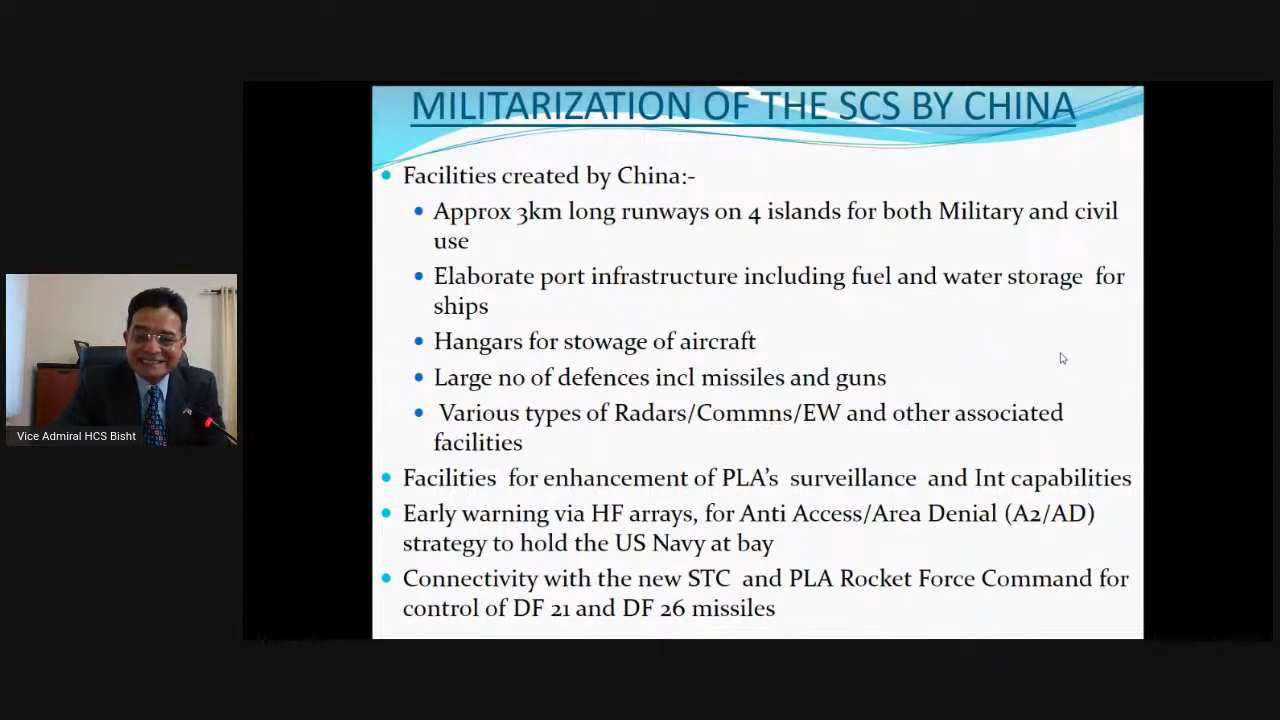 MILITARIZATION OF THE SCS BY CHINA
Facilities created by China:-
Approx 3km long runways on 4 islands for both Military and civil
use
Elaborate port infrastructure including fuel and water storage for
ships
Hangars for stowage of aircraft
Large no of defences incl missiles and guns
Various types of Radars/Commns/EW and other associated
facilities
Facilities for enhancement of PLA’s surveillance and Int capabilities
Early warning via HF arrays, for Anti Access/Area Denial (A2/AD)
strategy to hold the US Navy at bay
Connectivity with the new STC and PLA Rocket Force Command for
control of DF 21 and DF 26 missiles
Vice Admiral HCS Bisht